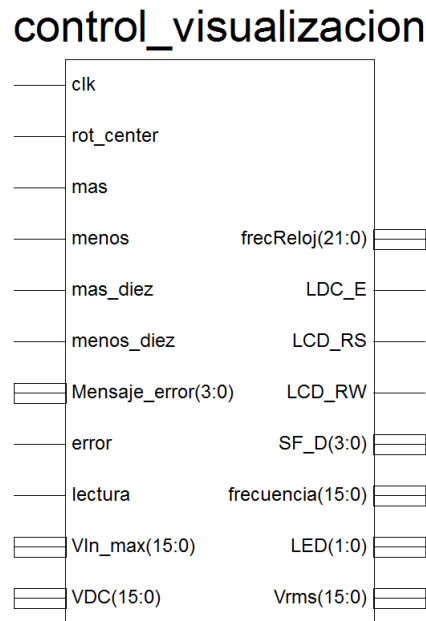 control_visualizacion
clk
rot_center
mas
menos
frecReloj(21:0)
mas_diez
LDC_E
menos_diez
LCD_RS
Mensaje_error(3:0)
LCD_RW
error
SF_D(3:0)
lectura
frecuencia(15:0)
VIn_max(15:0)
LED(1:0)
VDC(15:0)
Vrms(15:0)